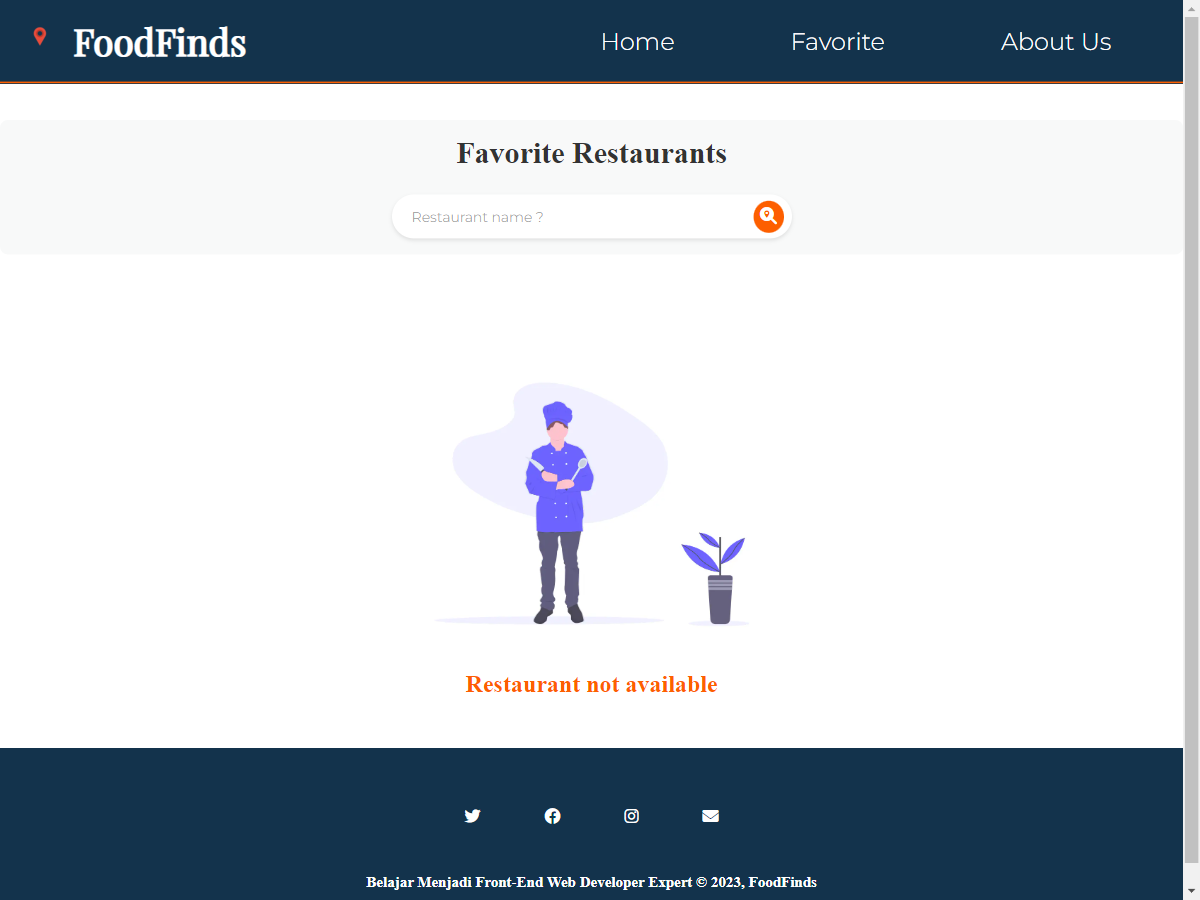 FoodFinds
Home
Favorite
About Us
Favorite Restaurants
Restaurant name ?
Restaurant not available
Belajar Menjadi Front-End Web Developer Expert © 2023, FoodFinds